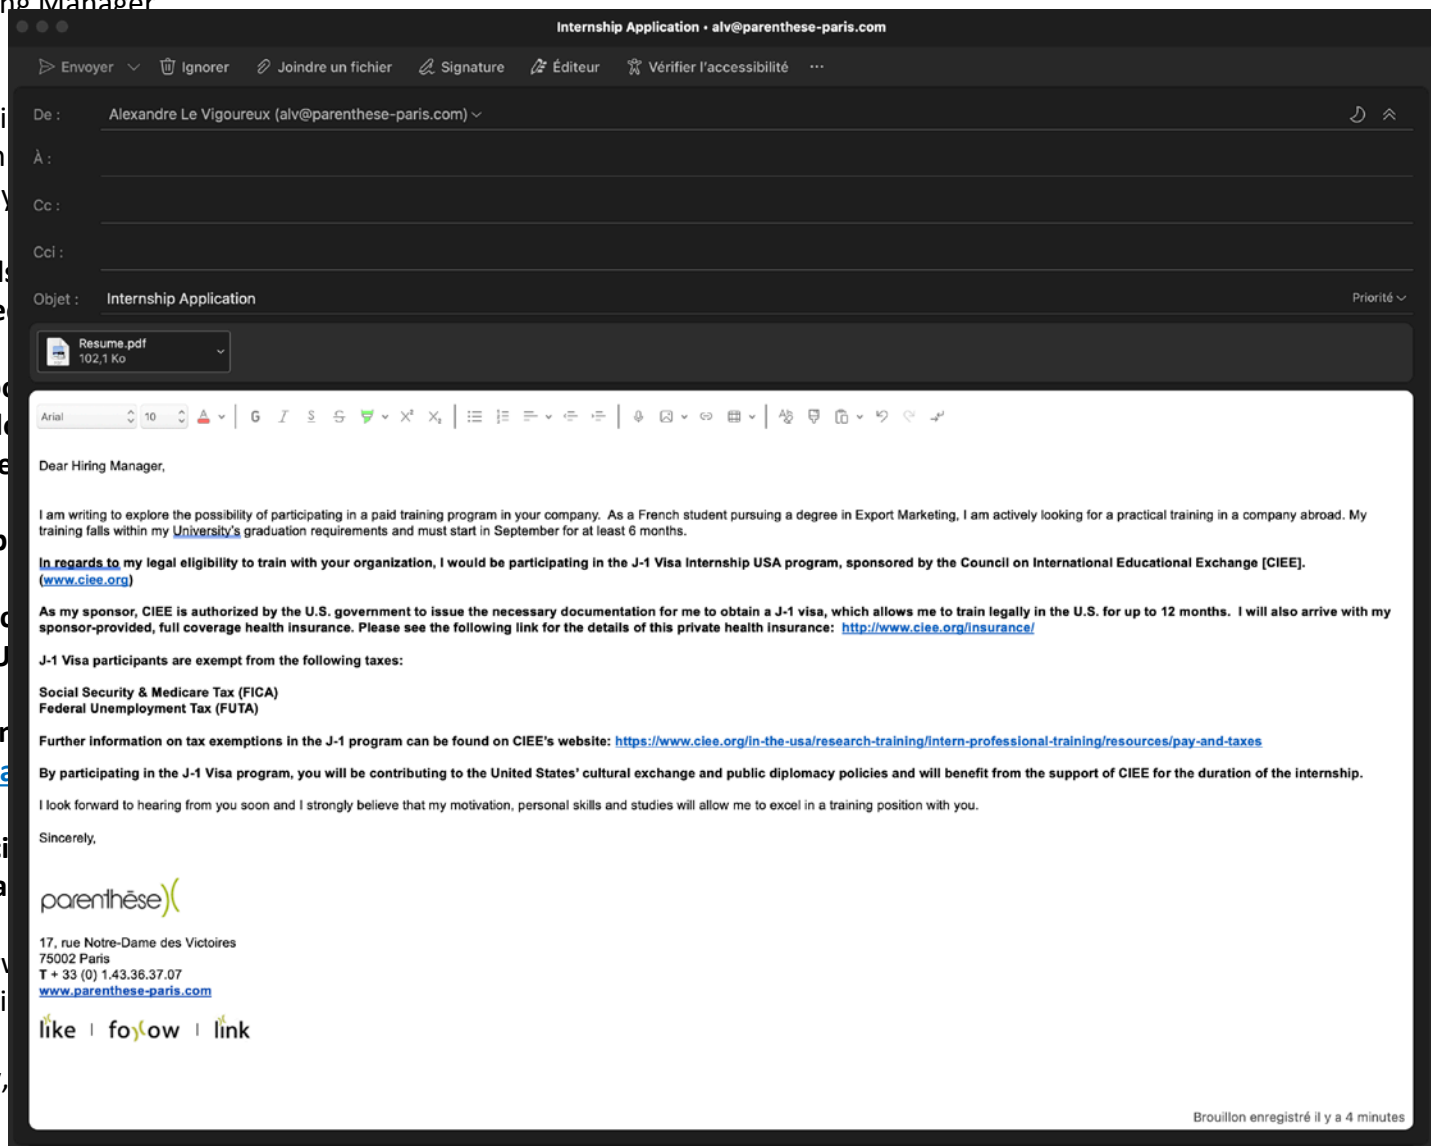 ng Manager
Internship Application • alv@parenthese-paris.com
Envoyer Ignorer Joindre un fichier Signature Éditeur Vérifier l'accessibilité ...
De : Alexandre Le Vigoureux (alv@parenthese-paris.com)
À :
Cc :
Cci :
Objet : Internship Application Priorité
Resume.pdf
102,1 Ko
Arial 10 A G I S S X² X₂
Dear Hiring Manager,
I am writing to explore the possibility of participating in a paid training program in your company. As a French student pursuing a degree in Export Marketing, I am actively looking for a practical training in a company abroad. My
training falls within my University's graduation requirements and must start in September for at least 6 months.
In regards to my legal eligibility to train with your organization, I would be participating in the J-1 Visa Internship USA program, sponsored by the Council on International Educational Exchange [CIEE].
(www.ciee.org)
As my sponsor, CIEE is authorized by the U.S. government to issue the necessary documentation for me to obtain a J-1 visa, which allows me to train legally in the U.S. for up to 12 months. I will also arrive with my
sponsor-provided, full coverage health insurance. Please see the following link for the details of this private health insurance: http://www.ciee.org/insurance/
J-1 Visa participants are exempt from the following taxes:
Social Security & Medicare Tax (FICA)
Federal Unemployment Tax (FUTA)
Further information on tax exemptions in the J-1 program can be found on CIEE's website: https://www.ciee.org/in-the-usa/research-training/intern-professional-training/resources/pay-and-taxes
By participating in the J-1 Visa program, you will be contributing to the United States' cultural exchange and public diplomacy policies and will benefit from the support of CIEE for the duration of the internship.
I look forward to hearing from you soon and I strongly believe that my motivation, personal skills and studies will allow me to excel in a training position with you.
Sincerely,
parenthèse
17, rue Notre-Dame des Victoires
75002 Paris
T + 33 (0) 1.43.36.37.07
www.parenthese-paris.com
like | follow | link
Brouillon enregistré il y a 4 minutes